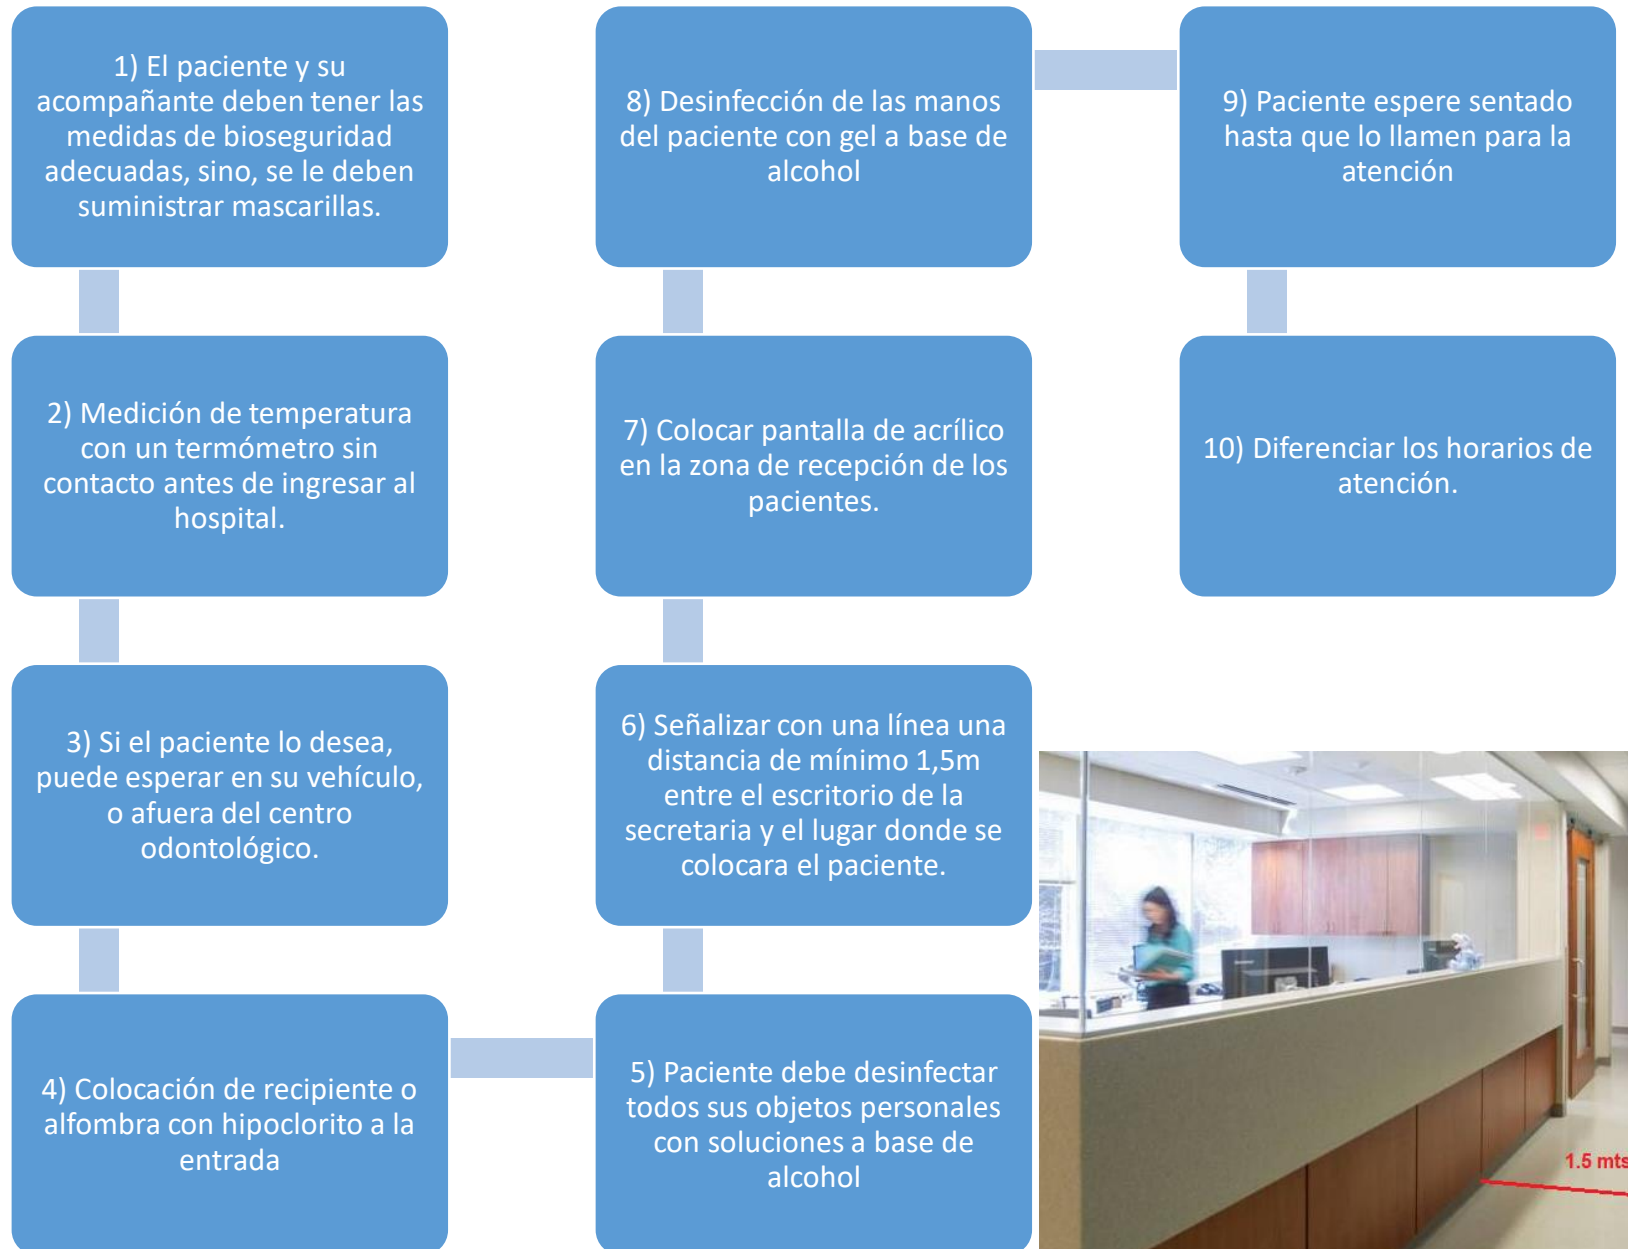 1) El paciente y su
acompañante deben tener las
medidas de bioseguridad
adecuadas, sino, se le deben
suministrar mascarillas.
2) Medición de temperatura
con un termómetro sin
contacto antes de ingresar al
hospital.
3) Si el paciente lo desea,
puede esperar en su vehículo,
o afuera del centro
odontológico.
4) Colocación de recipiente o
alfombra con hipoclorito a la
entrada
5) Paciente debe desinfectar
todos sus objetos personales
con soluciones a base de
alcohol
6) Señalizar con una línea una
distancia de mínimo 1,5m
entre el escritorio de la
secretaria y el lugar donde se
colocara el paciente.
7) Colocar pantalla de acrílico
en la zona de recepción de los
pacientes.
8) Desinfección de las manos
del paciente con gel a base de
alcohol
9) Paciente espere sentado
hasta que lo llamen para la
atención
10) Diferenciar los horarios de
atención.
1.5 mts